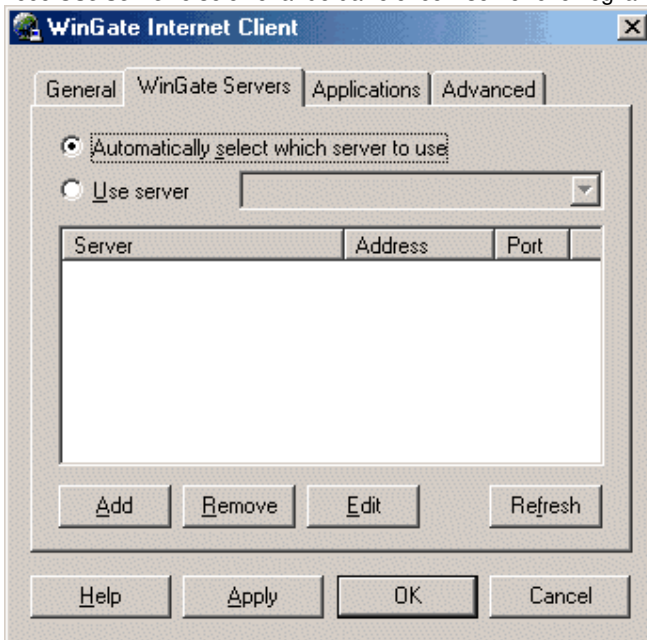 WinGate Internet Client
General WinGate Servers Applications Advanced
Automatically select which server to use
Use server
Server Address Port
Add Remove Edit Refresh
Help Apply OK Cancel